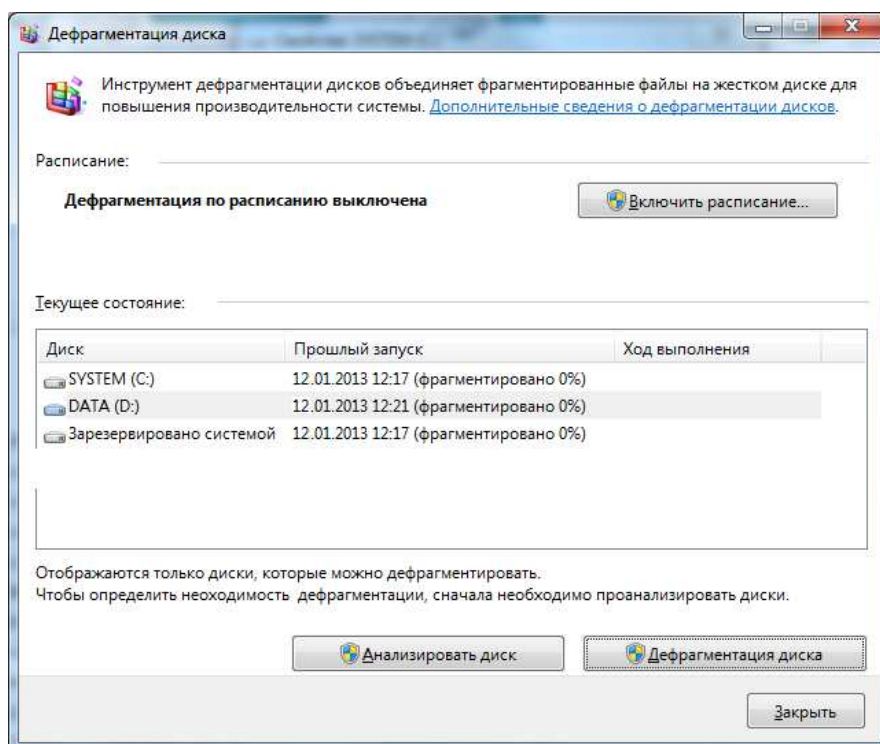 Дефрагментация диска
Инструмент дефрагментации дисков объединяет фрагментированные файлы на жестком диске для
повышения производительности системы. Дополнительные сведения о дефрагментации дисков.
Расписание:
Дефрагментация по расписанию выключена
Включить расписание...
Текущее состояние:
Диск Прошлый запуск Ход выполнения
SYSTEM (C:) 12.01.2013 12:17 (фрагментировано 0%)
DATA (D:) 12.01.2013 12:21 (фрагментировано 0%)
Зарезервировано системой 12.01.2013 12:17 (фрагментировано 0%)
Отображаются только диски, которые можно дефрагментировать.
Чтобы определить неоходимость дефрагментации, сначала необходимо проанализировать диски.
Анализировать диск Дефрагментация диска
Закрыть